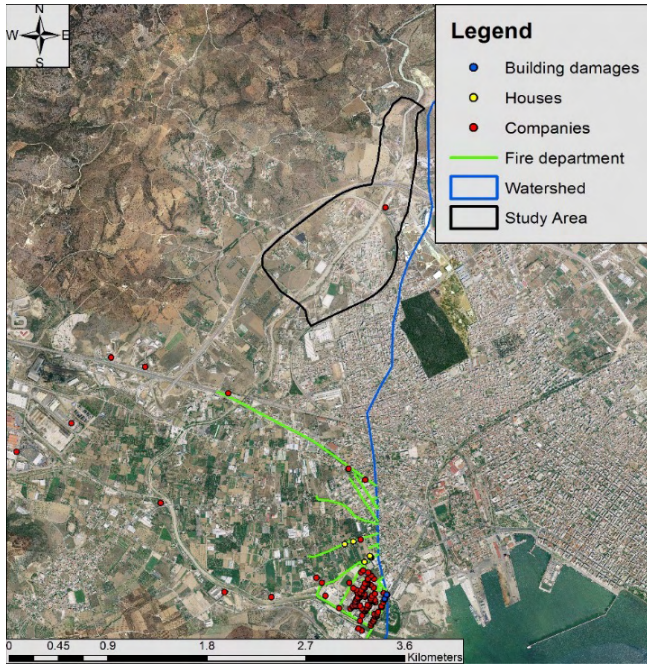 N
W E
S
Legend
Building damages
Houses
Companies
Fire department
Watershed
Study Area
0 0.45 0.9 1.8 2.7 3.6
Kilometers